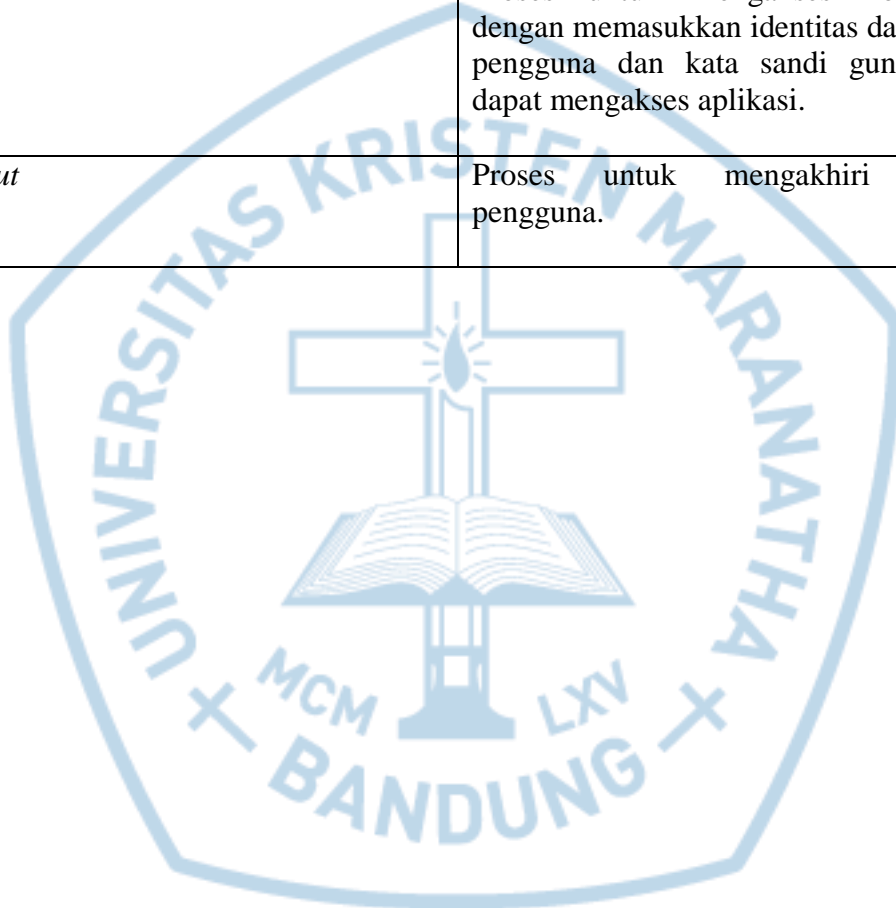 dengan memasukkan identitas da
pengguna dan kata sandi gun
dapat mengakses aplikasi.
ut
Proses untuk mengakhiri
pengguna.
UNIVERSITAS KRISTEN MARANATHA
MCM LXV
BANDUNG